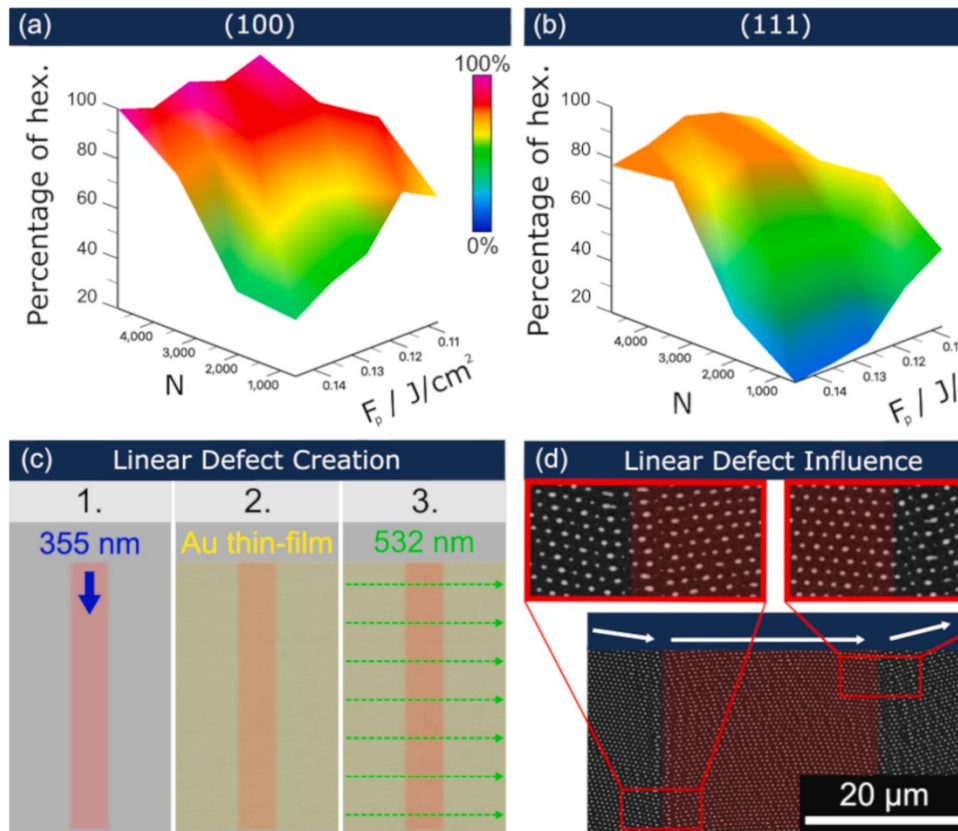 (a) (100)
Percentage of hex.
100
80
60
40
20
4,000
3,000
2,000
1,000
N
0.14
0.13
0.12
0.11
Fp / J/cm²
100%
0%
(b) (111)
Percentage of hex.
100
80
60
40
20
4,000
3,000
2,000
1,000
N
0.14
0.13
0.12
Fp / J/
(c) Linear Defect Creation
1. 2. 3.
355 nm Au thin-film 532 nm
(d) Linear Defect Influence
20 µm